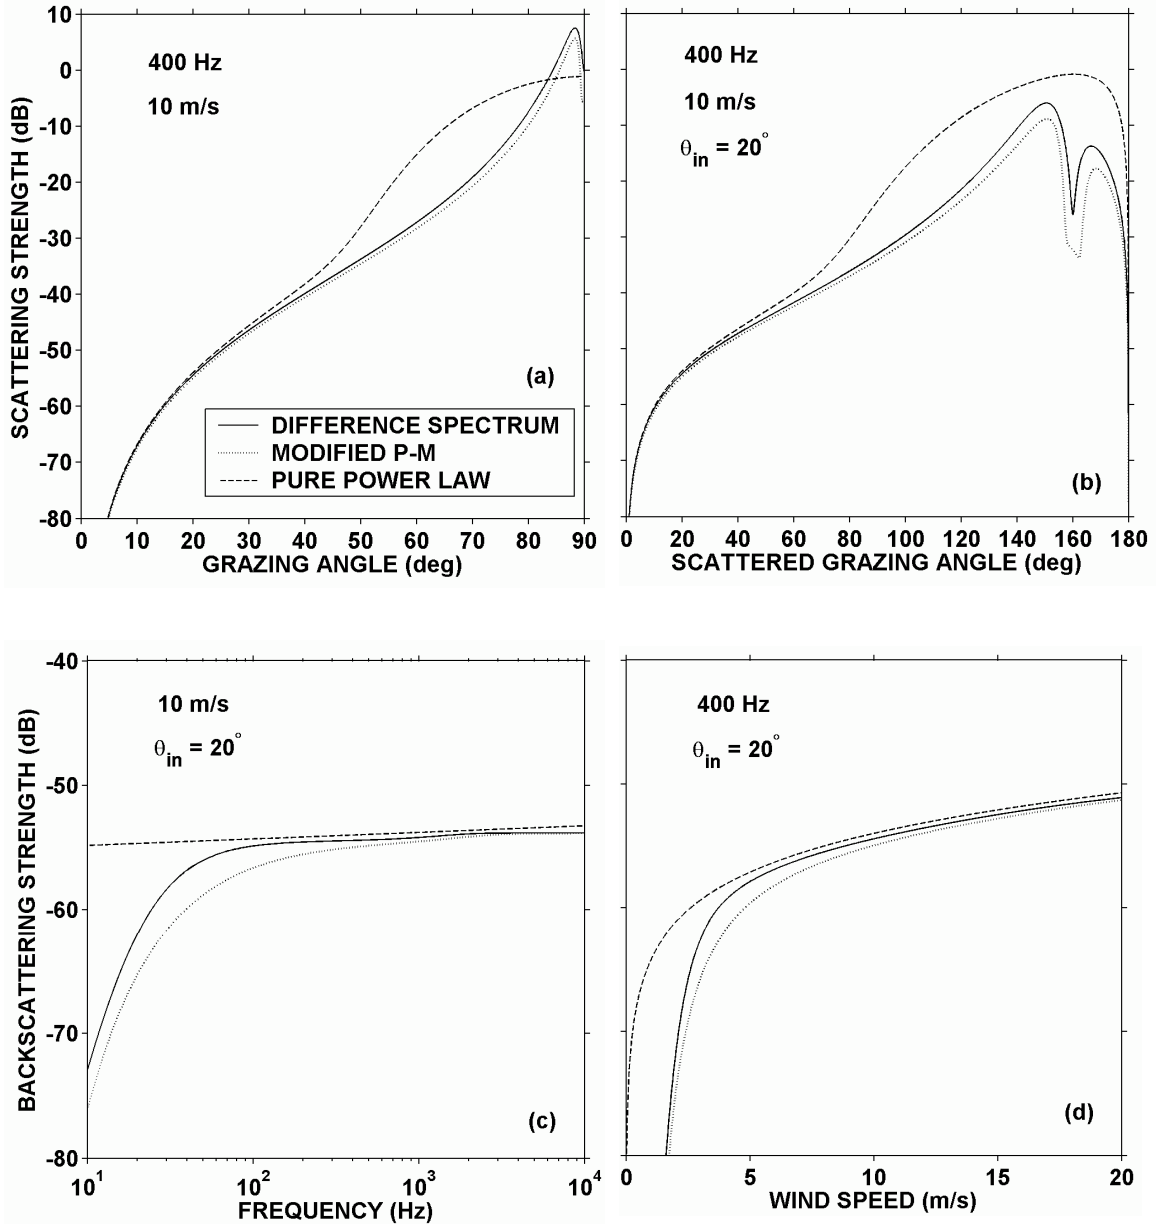 10
0
-10
-20
-30
-40
-50
-60
-70
-80
SCATTERING STRENGTH (dB)
400 Hz
10 m/s
(a)
DIFFERENCE SPECTRUM
MODIFIED P-M
PURE POWER LAW
0 10 20 30 40 50 60 70 80 90
GRAZING ANGLE (deg)
400 Hz
10 m/s
θin = 20°
(b)
0 20 40 60 80 100 120 140 160 180
SCATTERED GRAZING ANGLE (deg)
-40
-50
-60
-70
-80
BACKSCATTERING STRENGTH (dB)
10 m/s
θin = 20°
(c)
10¹ 10² 10³ 10⁴
FREQUENCY (Hz)
400 Hz
θin = 20°
(d)
0 5 10 15 20
WIND SPEED (m/s)